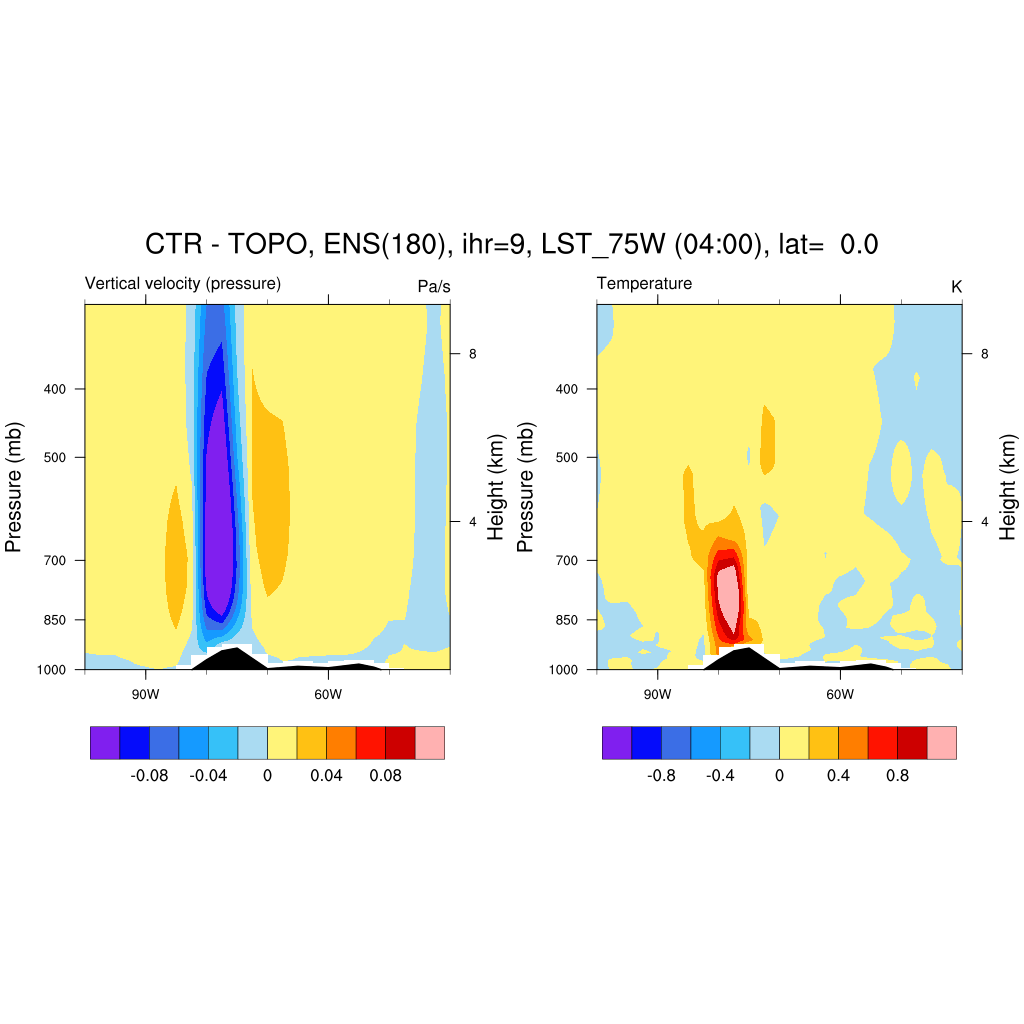 CTR - TOPO, ENS(180), ihr=9, LST_75W (04:00), lat=  0.0
Vertical velocity (pressure)
Pa/s
Pressure (mb)
400
500
700
850
1000
8
4
Height (km)
90W
60W
-0.08
-0.04
0
0.04
0.08
Temperature
K
Pressure (mb)
400
500
700
850
1000
8
4
Height (km)
90W
60W
-0.8
-0.4
0
0.4
0.8